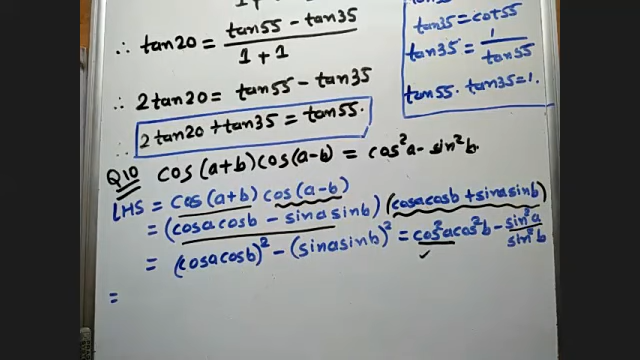 ∴ tan20 = (tan55 - tan35)/(1 + 1)
∴ 2tan20 = tan55 - tan35
∴ 2tan20 + tan35 = tan55.
tan35 = cot55
tan35 = 1/tan55
tan55 · tan35 = 1.
Q10 cos(a+b)cos(a-b) = cos²a - sin²b.
LHS = cos(a+b) cos(a-b)
= (cosacosb - sinasinb) (cosacosb + sinasinb)
= (cosacosb)² - (sinasinb)² = cos²acos²b - sin²a sin²b
=